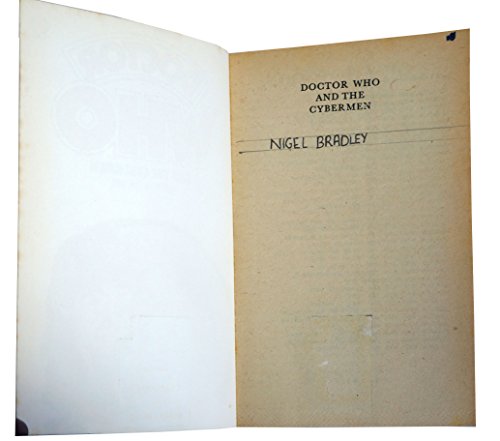 DOCTOR WHO
AND THE
CYBERMEN
NIGEL BRADLEY